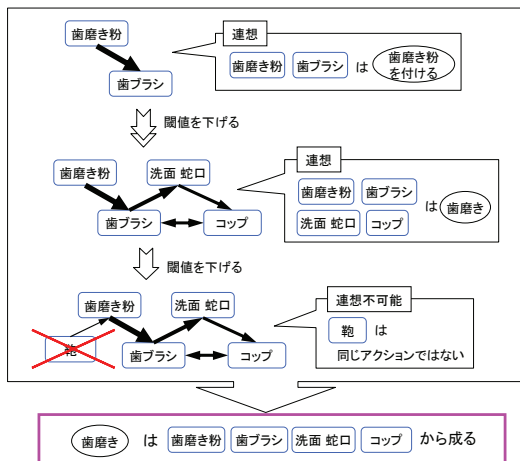 歯磨き粉
歯ブラシ
連想
歯磨き粉 歯ブラシ は 歯磨き粉
を付ける
閾値を下げる
歯磨き粉 洗面 蛇口
歯ブラシ コップ
連想
歯磨き粉 歯ブラシ
は 歯磨き
洗面 蛇口 コップ
閾値を下げる
歯磨き粉 洗面 蛇口
鞄 歯ブラシ コップ
連想不可能
鞄 は
同じアクションではない
歯磨き は 歯磨き粉 歯ブラシ 洗面 蛇口 コップ から成る